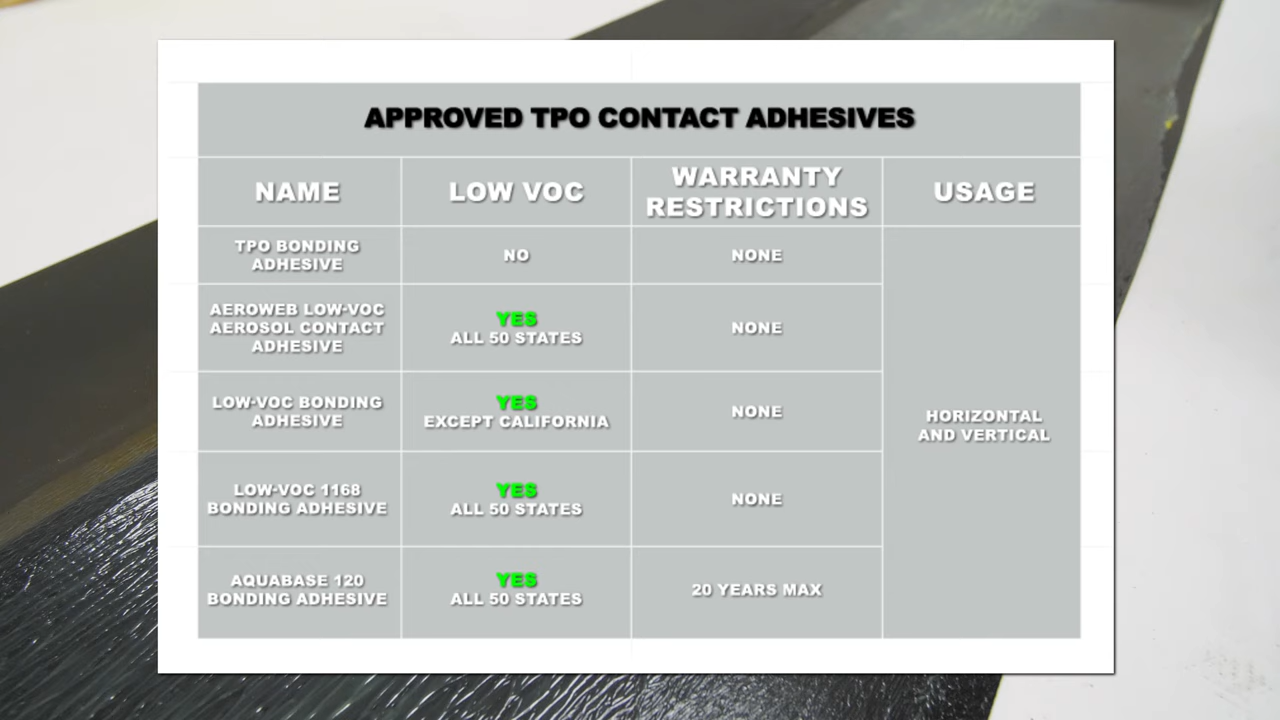 APPROVED TPO CONTACT ADHESIVES
NAME
LOW VOC
WARRANTY
RESTRICTIONS
USAGE
TPO BONDING
ADHESIVE
NO
NONE
AEROWEB LOW-VOC
AEROSOL CONTACT
ADHESIVE
YES
ALL 50 STATES
NONE
LOW-VOC BONDING
ADHESIVE
YES
EXCEPT CALIFORNIA
NONE
LOW-VOC 1168
BONDING ADHESIVE
YES
ALL 50 STATES
NONE
AQUABASE 120
BONDING ADHESIVE
YES
ALL 50 STATES
20 YEARS MAX
HORIZONTAL
AND VERTICAL